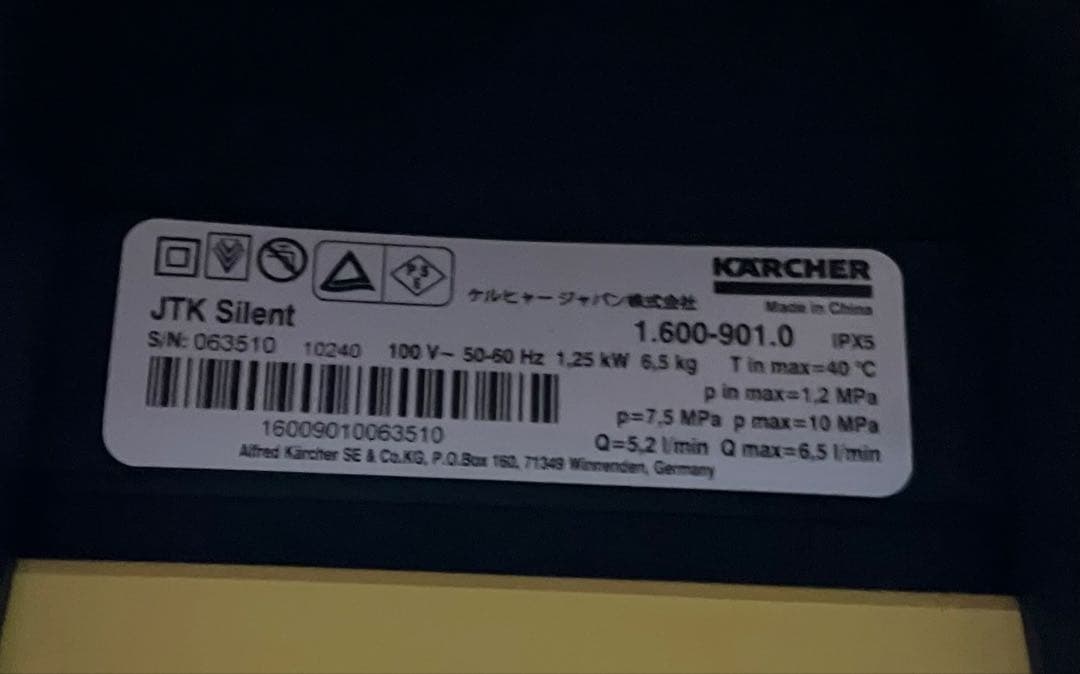 PS
E
ケルヒャー ジャパン株式会社
KÄRCHER
Made in China
JTK Silent
1.600-901.0 IPX5
S/N: 063510 10240 100 V~ 50-60 Hz 1,25 kW 6,5 kg T in max=40 °C
p in max=1,2 MPa
p=7,5 MPa p max=10 MPa
16009010063510
Q=5,2 l/min Q max=6,5 l/min
Alfred Kärcher SE & Co.KG, P.O.Box 160, 71349 Winnenden, Germany